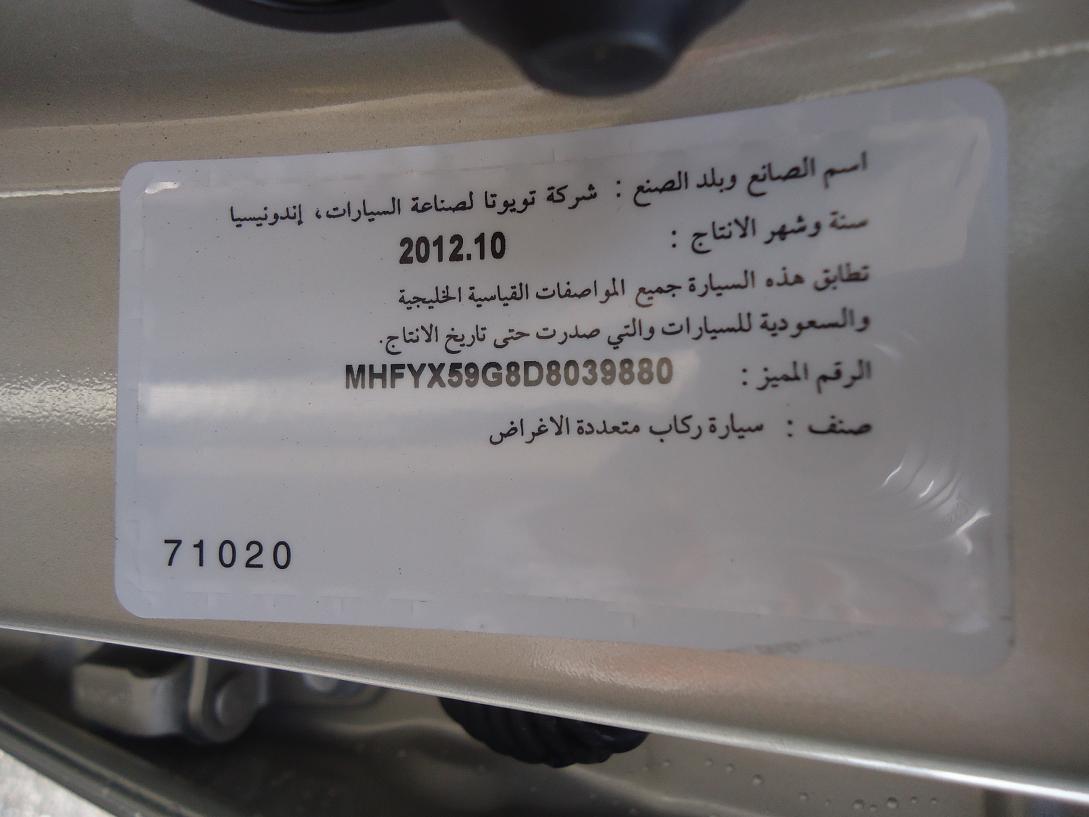 اسم الصانع وبلد الصنع : شركة تويوتا لصناعة السيارات، إندونيسيا
سنة وشهر الانتاج : 2012.10
تطابق هذه السيارة جميع المواصفات القياسية الخليجية
والسعودية للسيارات والتي صدرت حتى تاريخ الانتاج.
الرقم المميز : MHFYX59G8D8039880
صنف : سيارة ركاب متعددة الاغراض
71020